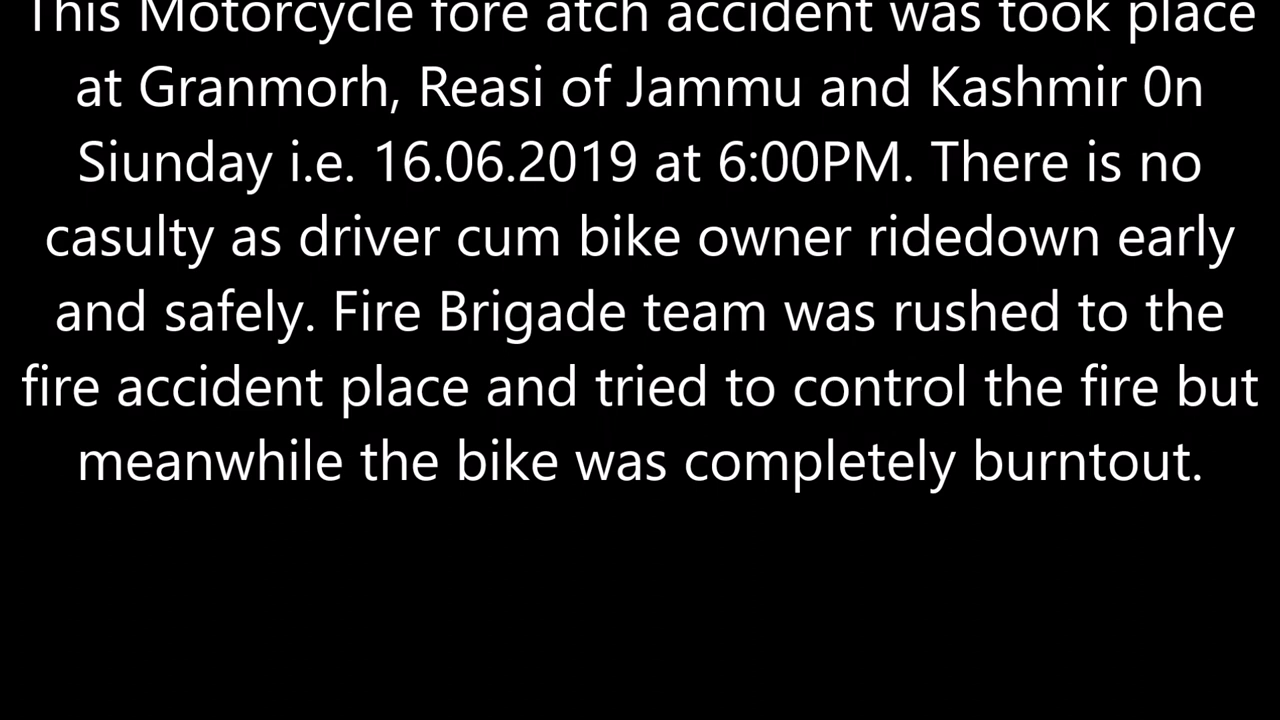 This Motorcycle fore atch accident was took place
at Granmorh, Reasi of Jammu and Kashmir 0n
Siunday i.e. 16.06.2019 at 6:00PM. There is no
casulty as driver cum bike owner ridedown early
and safely. Fire Brigade team was rushed to the
fire accident place and tried to control the fire but
meanwhile the bike was completely burntout.